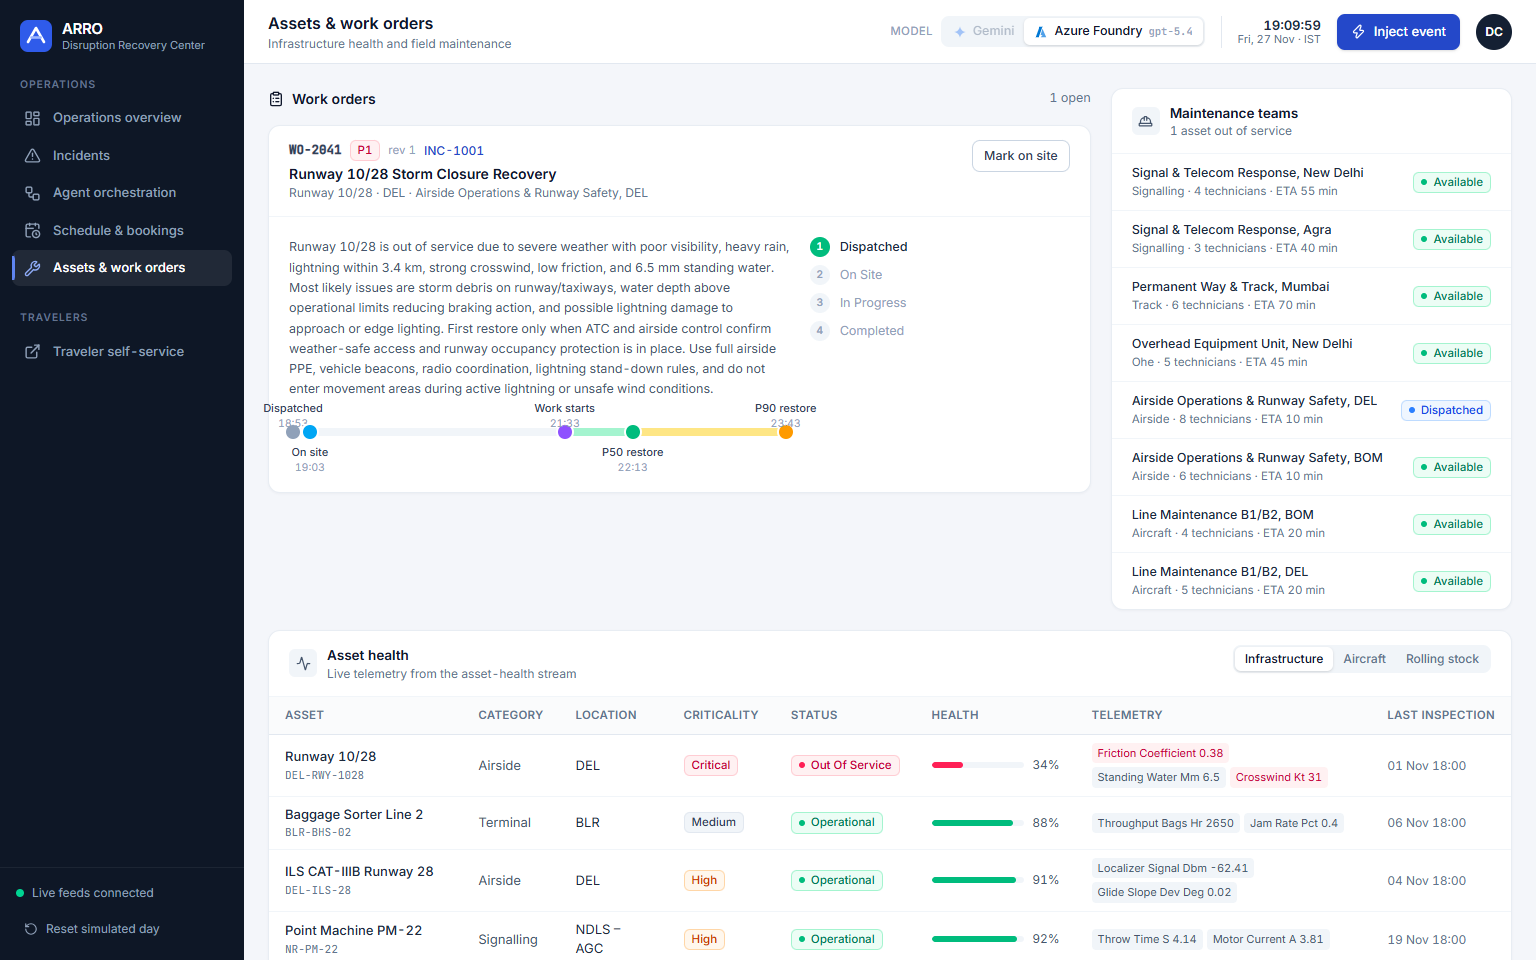 ARRO
Disruption Recovery Center
OPERATIONS
Operations overview
Incidents
Agent orchestration
Schedule & bookings
Assets & work orders
TRAVELERS
Traveler self-service
Live feeds connected
Reset simulated day
Assets & work orders
Infrastructure health and field maintenance
MODEL
Gemini
Azure Foundry gpt-5.4
19:09:59
Fri, 27 Nov · IST
Inject event
DC
Work orders
1 open
WO-2041 P1 rev 1 INC-1001
Runway 10/28 Storm Closure Recovery
Runway 10/28 · DEL · Airside Operations & Runway Safety, DEL
Mark on site
Runway 10/28 is out of service due to severe weather with poor visibility, heavy rain,
lightning within 3.4 km, strong crosswind, low friction, and 6.5 mm standing water.
Most likely issues are storm debris on runway/taxiways, water depth above
operational limits reducing braking action, and possible lightning damage to
approach or edge lighting. First restore only when ATC and airside control confirm
weather-safe access and runway occupancy protection is in place. Use full airside
PPE, vehicle beacons, radio coordination, lightning stand-down rules, and do not
enter movement areas during active lightning or unsafe wind conditions.
1 Dispatched
2 On Site
3 In Progress
4 Completed
Dispatched
18:53
Work starts
21:33
P90 restore
23:43
On site
19:03
P50 restore
22:13
Maintenance teams
1 asset out of service
Signal & Telecom Response, New Delhi
Signalling · 4 technicians · ETA 55 min
Available
Signal & Telecom Response, Agra
Signalling · 3 technicians · ETA 40 min
Available
Permanent Way & Track, Mumbai
Track · 6 technicians · ETA 70 min
Available
Overhead Equipment Unit, New Delhi
Ohe · 5 technicians · ETA 45 min
Available
Airside Operations & Runway Safety, DEL
Airside · 8 technicians · ETA 10 min
Dispatched
Airside Operations & Runway Safety, BOM
Airside · 6 technicians · ETA 10 min
Available
Line Maintenance B1/B2, BOM
Aircraft · 4 technicians · ETA 20 min
Available
Line Maintenance B1/B2, DEL
Aircraft · 5 technicians · ETA 20 min
Available
Asset health
Live telemetry from the asset-health stream
Infrastructure Aircraft Rolling stock
ASSET CATEGORY LOCATION CRITICALITY STATUS HEALTH TELEMETRY LAST INSPECTION
Runway 10/28
DEL-RWY-1028
Airside
DEL
Critical
Out Of Service
34%
Friction Coefficient 0.38
Standing Water Mm 6.5 Crosswind Kt 31
01 Nov 18:00
Baggage Sorter Line 2
BLR-BHS-02
Terminal
BLR
Medium
Operational
88%
Throughput Bags Hr 2650 Jam Rate Pct 0.4
06 Nov 18:00
ILS CAT-IIIB Runway 28
DEL-ILS-28
Airside
DEL
High
Operational
91%
Localizer Signal Dbm -62.41
Glide Slope Dev Deg 0.02
04 Nov 18:00
Point Machine PM-22
NR-PM-22
Signalling
NDLS –
AGC
High
Operational
92%
Throw Time S 4.14 Motor Current A 3.81
19 Nov 18:00